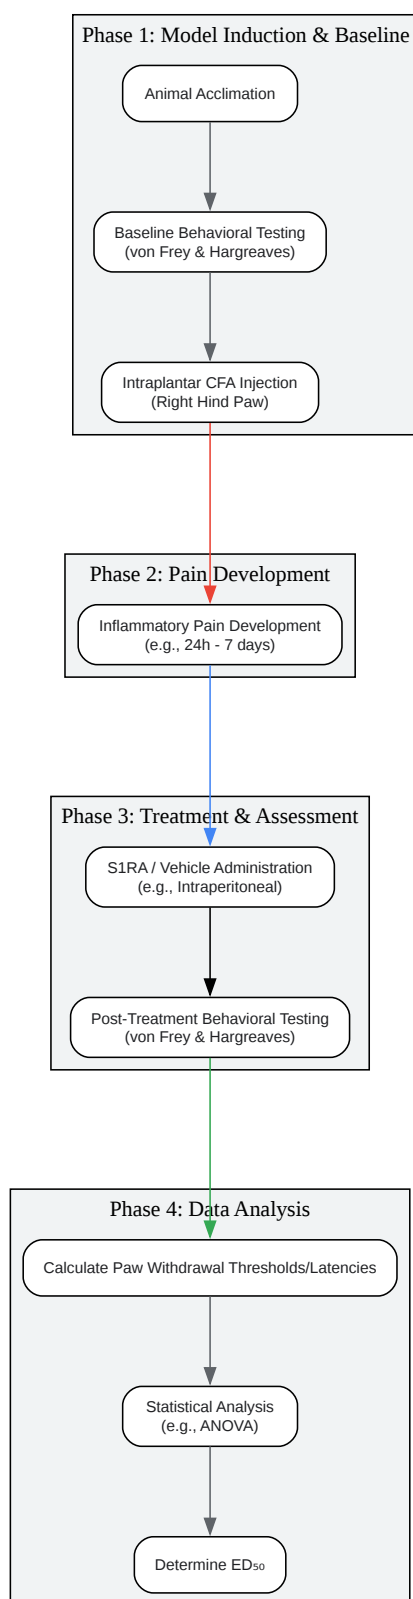 Phase 1: Model Induction & Baseline
Animal Acclimation
Baseline Behavioral Testing
(von Frey & Hargreaves)
Intraplantar CFA Injection
(Right Hind Paw)
Phase 2: Pain Development
Inflammatory Pain Development
(e.g., 24h - 7 days)
Phase 3: Treatment & Assessment
S1RA / Vehicle Administration
(e.g., Intraperitoneal)
Post-Treatment Behavioral Testing
(von Frey & Hargreaves)
Phase 4: Data Analysis
Calculate Paw Withdrawal Thresholds/Latencies
Statistical Analysis
(e.g., ANOVA)
Determine ED₅₀